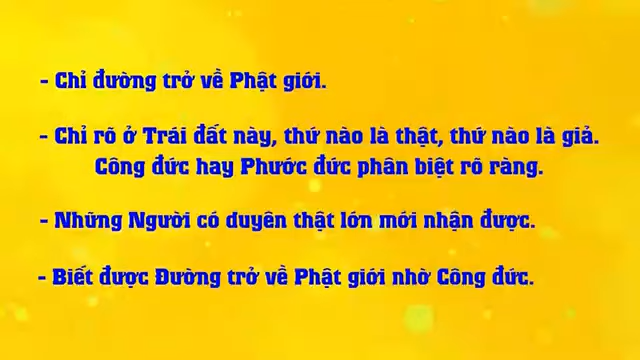 - Chỉ đường trở về Phật giới.
- Chỉ rõ ở Trái đất này, thứ nào là thật, thứ nào là giả.
Công đức hay Phước đức phân biệt rõ ràng.
- Những Người có duyên thật lớn mới nhận được.
- Biết được Đường trở về Phật giới nhờ Công đức.